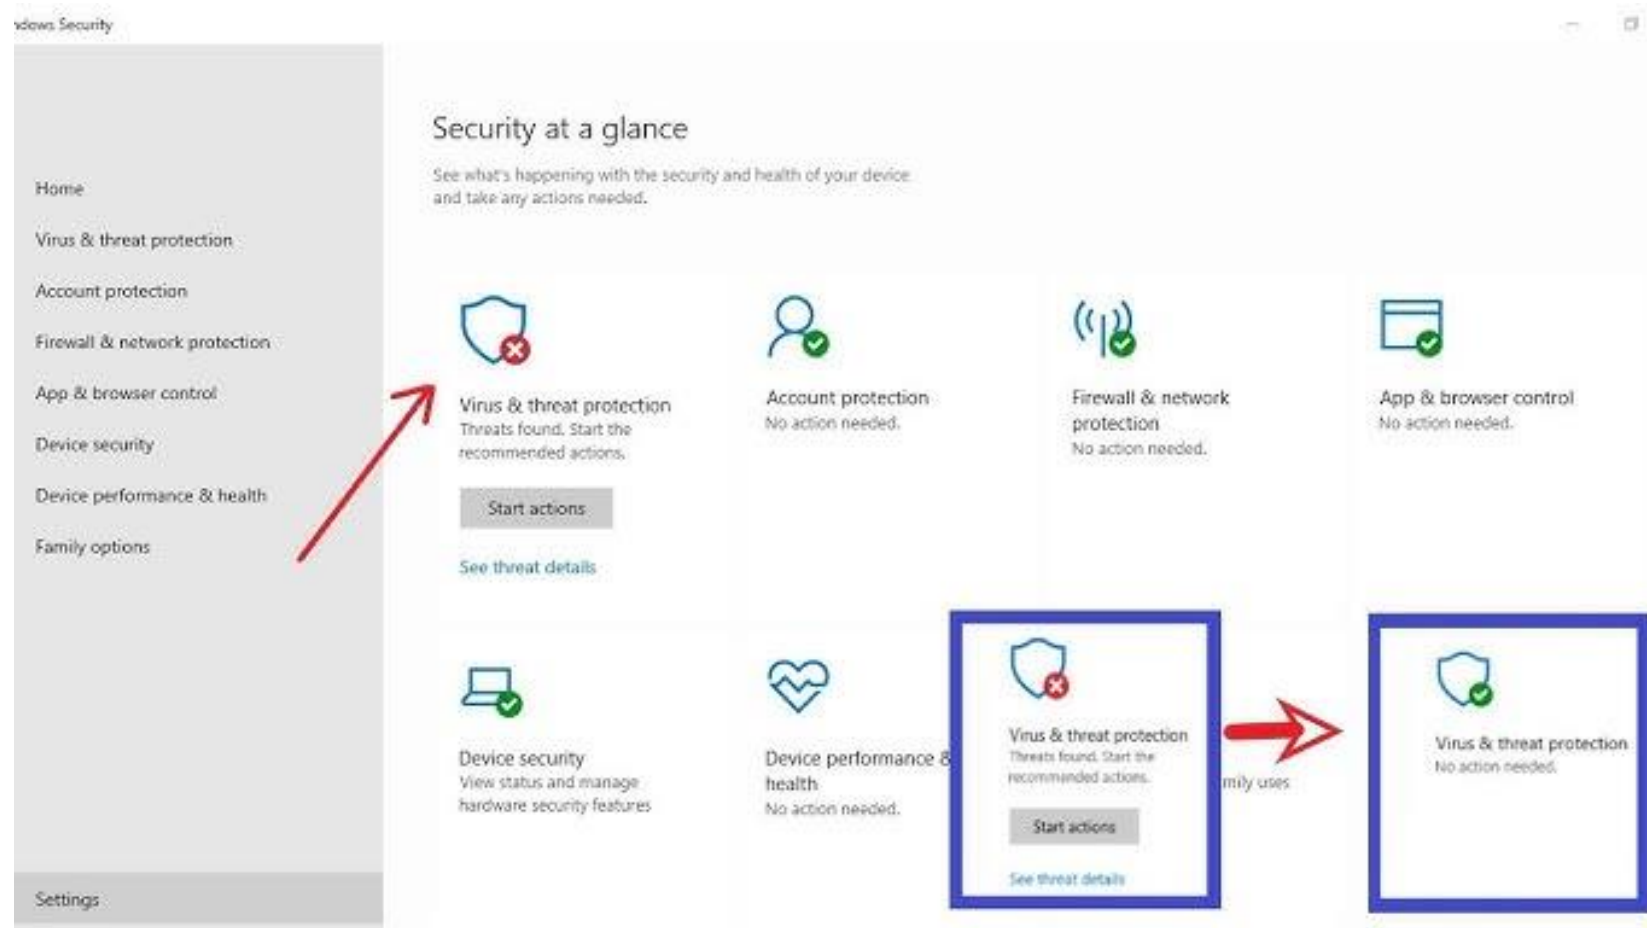 ndows Security
Home
Virus & threat protection
Account protection
Firewall & network protection
App & browser control
Device security
Device performance & health
Family options
Settings
Security at a glance
See what's happening with the security and health of your device
and take any actions needed.
Virus & threat protection
Threats found. Start the
recommended actions.
Start actions
See threat details
Account protection
No action needed.
Firewall & network
protection
No action needed.
App & browser control
No action needed.
Device security
View status and manage
hardware security features
Device performance &
health
No action needed.
Virus & threat protection
Threats found. Start the
recommended actions.
Start actions
See threat details
mily uses
Virus & threat protection
No action needed.